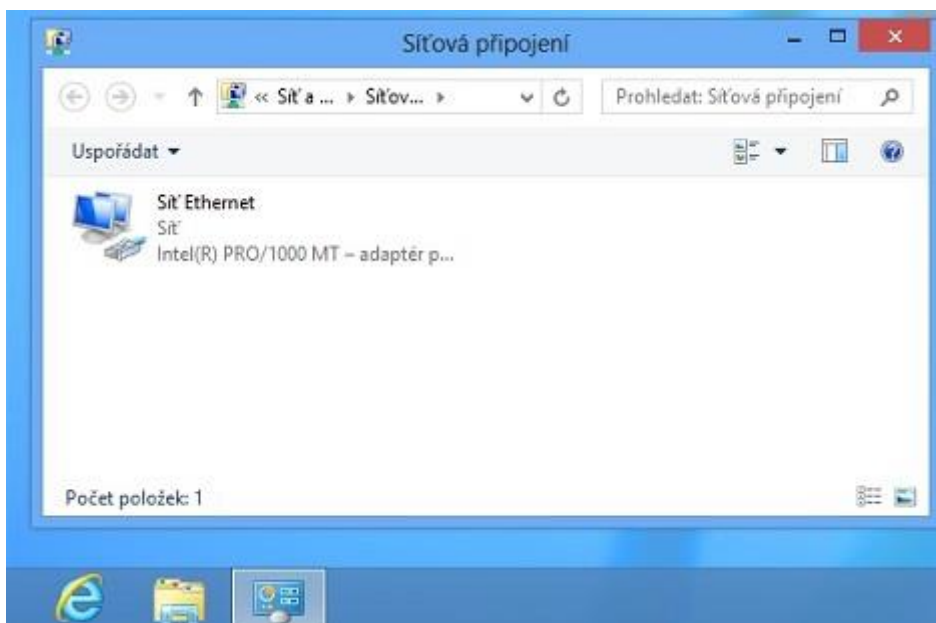 Síťová připojení
« Síť a ... ▸ Síťov... ▸
Prohledat: Síťová připojení
Uspořádat
Síť Ethernet
Síť
Intel(R) PRO/1000 MT – adaptér p...
Počet položek: 1